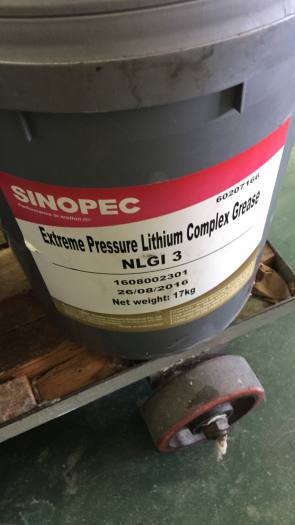 SINOPEC
60207166
Extreme Pressure Lithium Complex Grease
NLGI 3
1608002301
26/08/2016
Net weight: 17kg